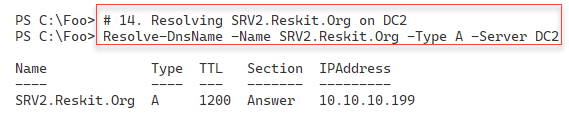 PS C:\Foo> # 14. Resolving SRV2.Reskit.Org on DC2
PS C:\Foo> Resolve-DnsName -Name SRV2.Reskit.Org -Type A -Server DC2
Name Type TTL Section IPAddress
---- ---- --- ------- ---------
SRV2.Reskit.Org A 1200 Answer 10.10.10.199